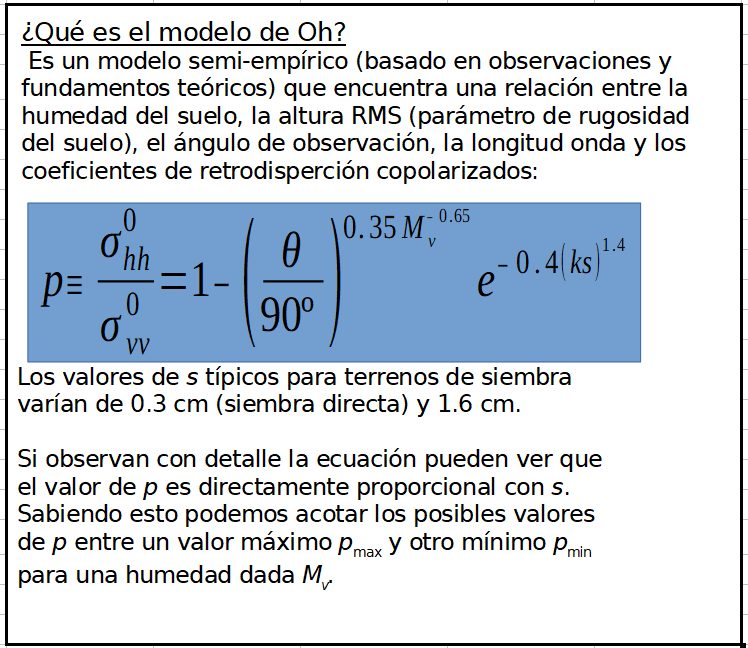 ¿Qué es el modelo de Oh?
Es un modelo semi-empírico (basado en observaciones y
fundamentos teóricos) que encuentra una relación entre la
humedad del suelo, la altura RMS (parámetro de rugosidad
del suelo), el ángulo de observación, la longitud onda y los
coeficientes de retrodisperción copolarizados:
p≡ σ⁰hh / σ⁰vv =1-(θ/90º)^(0.35 Mv^(-0.65)) e^(-0.4(ks)^1.4)
Los valores de s típicos para terrenos de siembra
varían de 0.3 cm (siembra directa) y 1.6 cm.
Si observan con detalle la ecuación pueden ver que
el valor de p es directamente proporcional con s.
Sabiendo esto podemos acotar los posibles valores
de p entre un valor máximo pmax y otro mínimo pmin
para una humedad dada Mv.